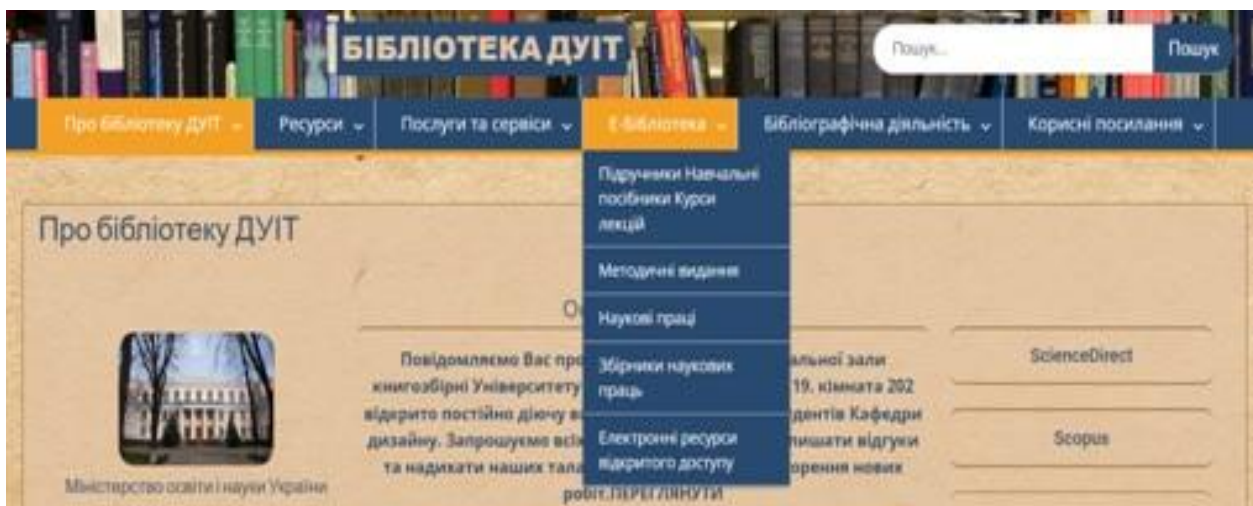 БІБЛІОТЕКА ДУІТ
Пошук...
Пошук
Про бібліотеку ДУІТ
Ресурси
Послуги та сервіси
Е-бібліотека
Бібліографічна діяльність
Корисні посилання
Підручники Навчальні
посібники Курси
лекцій
Методичні видання
Наукові праці
Збірники наукових
праць
Електронні ресурси
відкритого доступу
Про бібліотеку ДУІТ
Міністерство освіти і науки України
Повідомляємо Вас про альної зали
книгозбірні Університету 19. кімната 202
відкрито постійно діючу дентів Кафедри
дизайну. Запрошуємо всіх лишати відгуки
та надихати наших тала орення нових
робіт.ПЕРЕГЛЯНУТИ
ScienceDirect
Scopus